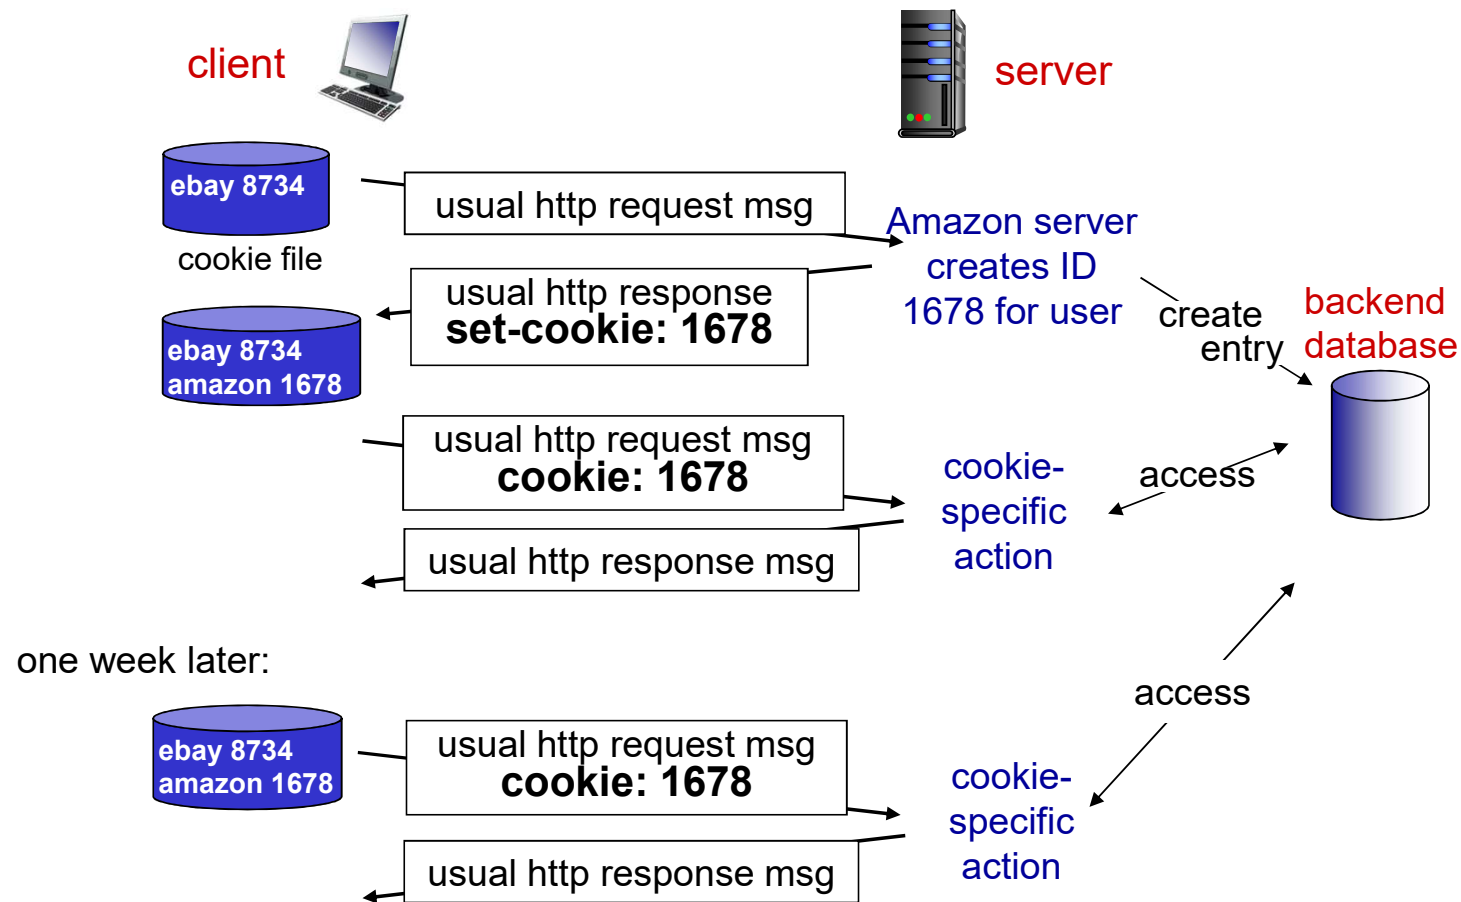 client
server
ebay 8734
usual http request msg
cookie file
Amazon server
creates ID
1678 for user
usual http response
set-cookie: 1678
create
entry
backend
database
ebay 8734
amazon 1678
usual http request msg
cookie: 1678
cookie-
specific
action
access
usual http response msg
one week later:
access
ebay 8734
amazon 1678
usual http request msg
cookie: 1678
cookie-
specific
action
usual http response msg